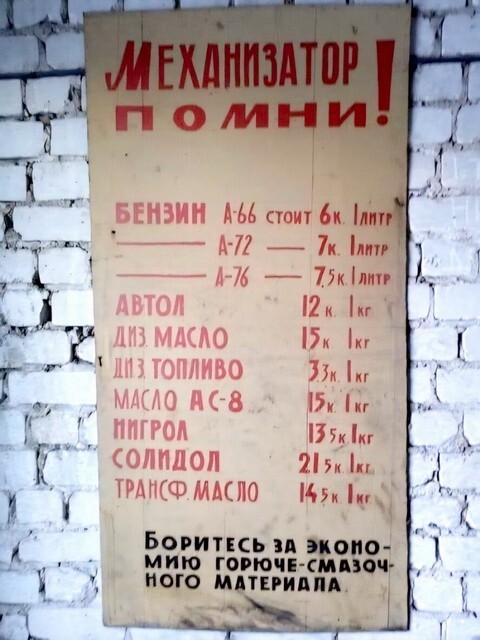 МЕХАНИЗАТОР
ПОМНИ!
БЕНЗИН А-66 СТОИТ 6К. 1ЛИТР
—— А-72 — 7К. 1ЛИТР
—— А-76 — 7,5К. 1ЛИТР
АВТОЛ 12К. 1КГ
ДИЗ. МАСЛО 15К 1КГ
ДИЗ. ТОПЛИВО 3,3К. 1КГ
МАСЛО АС-8 15К. 1КГ
НИГРОЛ 13 5К. 1КГ
СОЛИДОЛ 21 5К. 1КГ
ТРАНСФ. МАСЛО 14 5К. 1КГ
БОРИТЕСЬ ЗА ЭКОНО-
МИЮ ГОРЮЧЕ-СМАЗОЧ-
НОГО МАТЕРИАЛА.